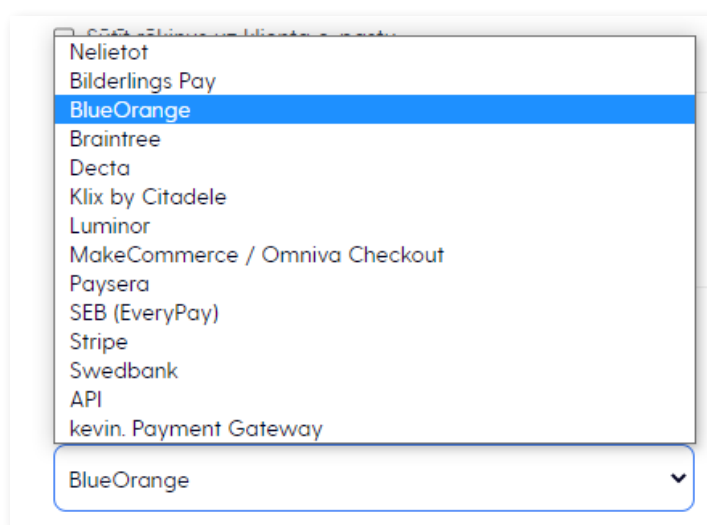 Nelietot
Bilderlings Pay
BlueOrange
Braintree
Decta
Klix by Citadele
Luminor
MakeCommerce / Omniva Checkout
Paysera
SEB (EveryPay)
Stripe
Swedbank
API
kevin. Payment Gateway
BlueOrange